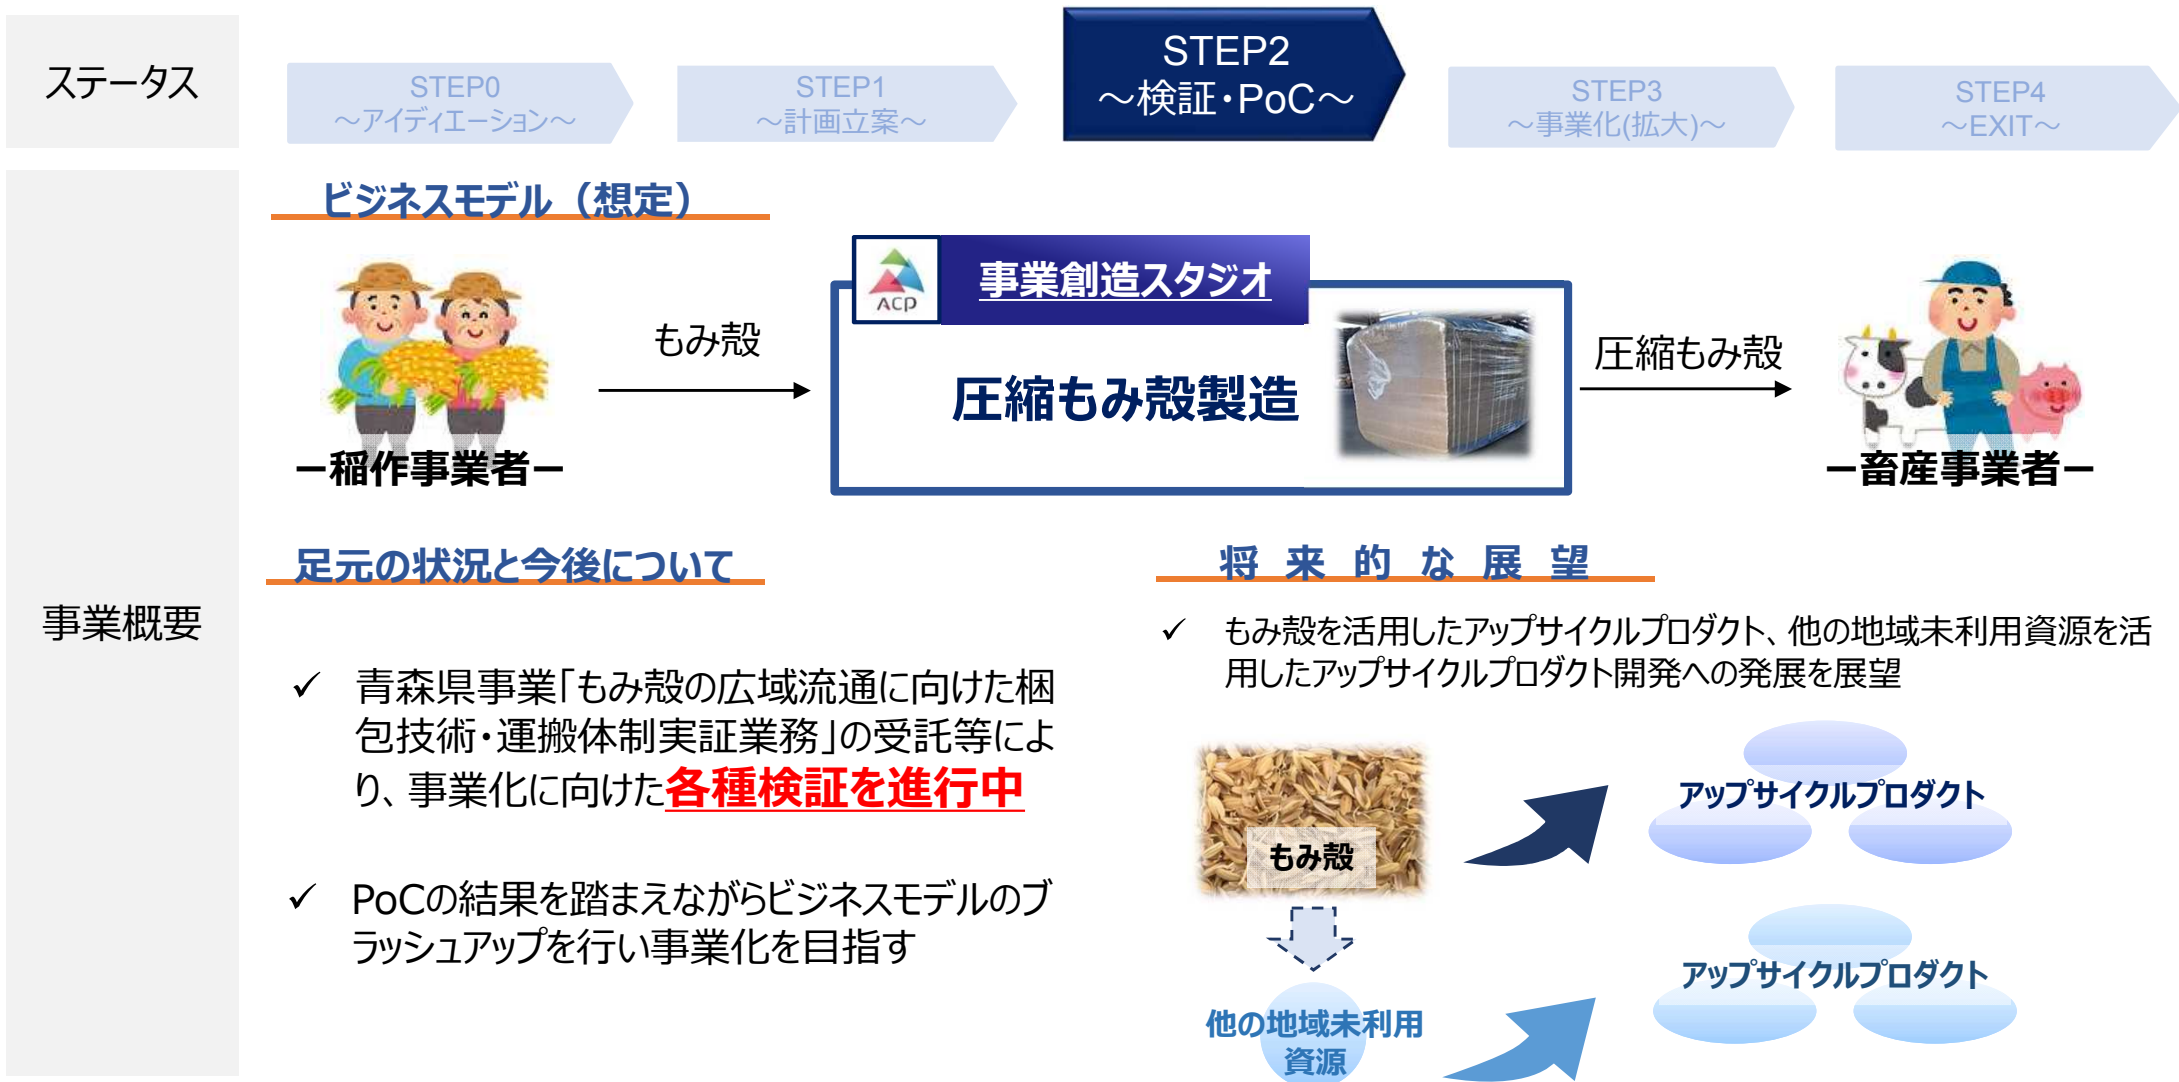 ステータス
STEP0
～アイディエーション～
STEP1
～計画立案～
STEP2
～検証・PoC～
STEP3
～事業化(拡大)～
STEP4
～EXIT～
事業概要
ビジネスモデル（想定）
ー稲作事業者ー
もみ殻
ACP
事業創造スタジオ
圧縮もみ殻製造
圧縮もみ殻
ー畜産事業者ー
足元の状況と今後について
✓ 青森県事業「もみ殻の広域流通に向けた梱
包技術・運搬体制実証業務」の受託等によ
り、事業化に向けた各種検証を進行中
✓ PoCの結果を踏まえながらビジネスモデルのブ
ラッシュアップを行い事業化を目指す
将来的な展望
✓ もみ殻を活用したアップサイクルプロダクト、他の地域未利用資源を活
用したアップサイクルプロダクト開発への発展を展望
もみ殻
アップサイクルプロダクト
他の地域未利用
資源
アップサイクルプロダクト